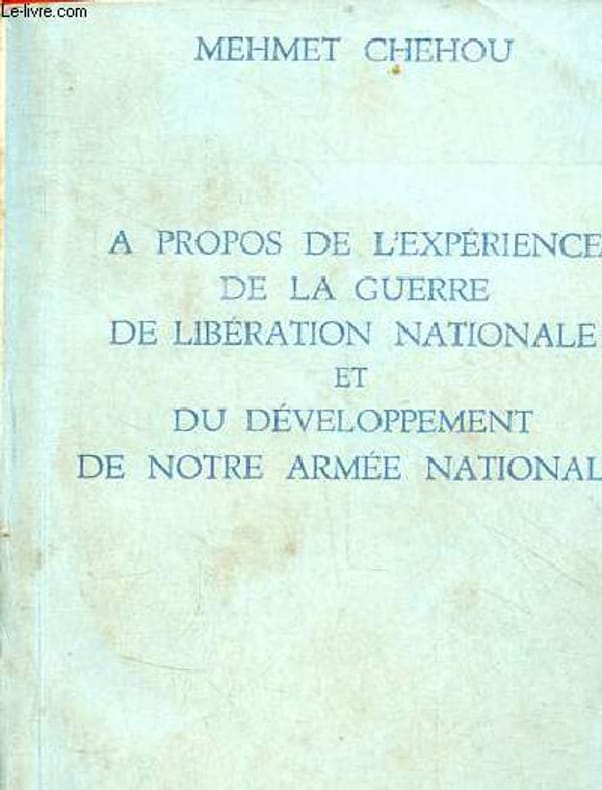 Le-livre.com
MEHMET CHEHOU
A PROPOS DE L'EXPÉRIENCE
DE LA GUERRE
DE LIBÉRATION NATIONALE
ET
DU DÉVELOPPEMENT
DE NOTRE ARMÉE NATIONAL